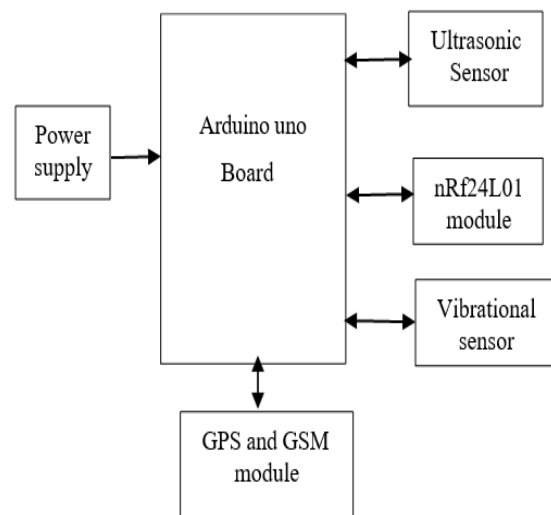 Ultrasonic
Sensor
Power
supply
Arduino uno
Board
nRf24L01
module
Vibrational
sensor
GPS and GSM
module